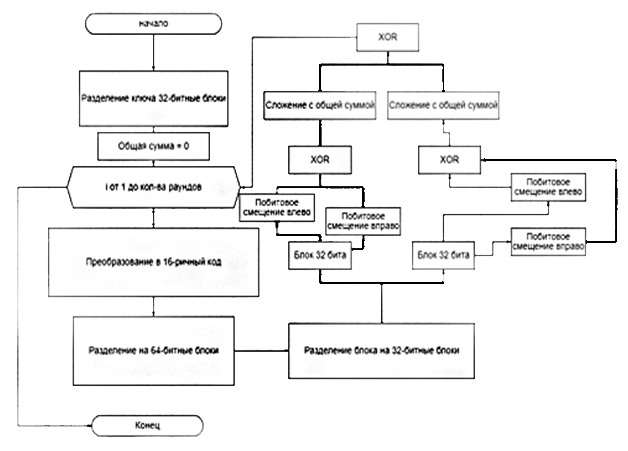 начало
XOR
Разделение ключа 32-битные блоки
Сложение с общей суммой
Сложение с общей суммой
Общая сумма = 0
XOR
XOR
i от 1 до кол-ва раундов
Побитовое
смещение влево
Побитовое
смещение влево
Побитовое
смещение вправо
Преобразование в 16-ричный код
Блок 32 бита
Блок 32 бита
Побитовое
смещение вправо
Разделение на 64-битные блоки
Разделение блока на 32-битные блоки
Конец